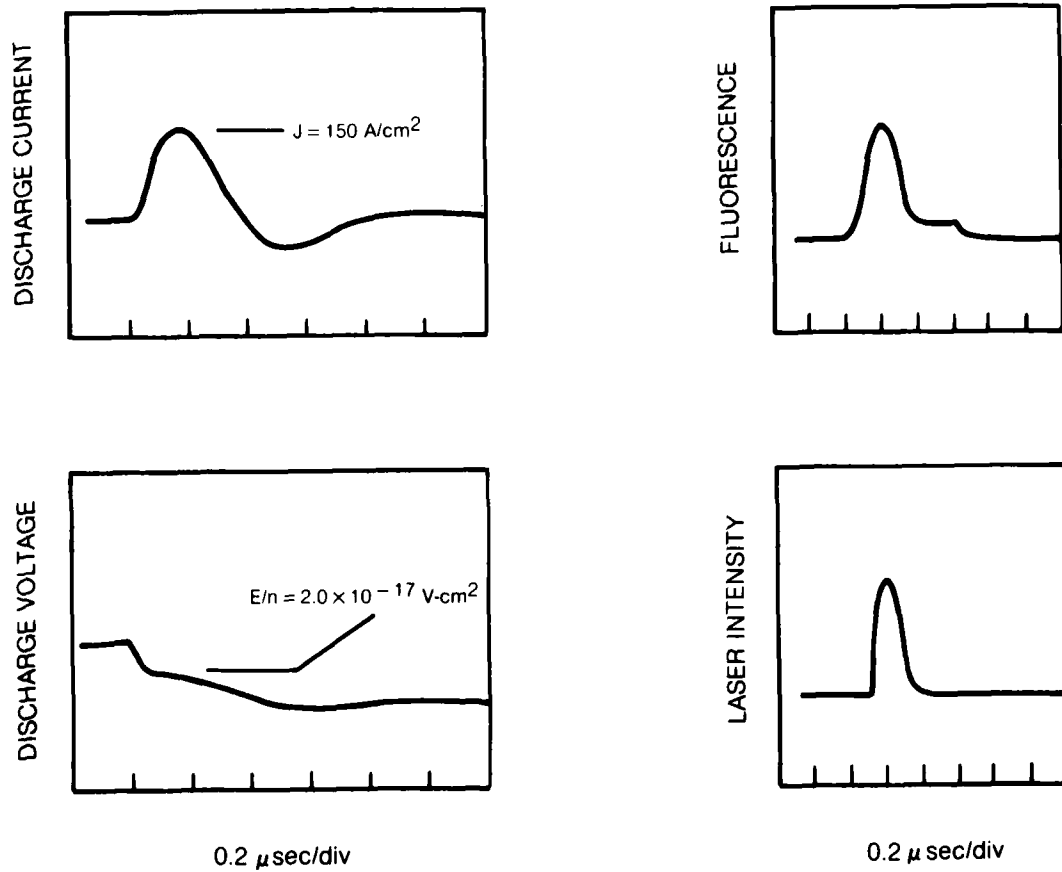 DISCHARGE CURRENT
J = 150 A/cm²
FLUORESCENCE
DISCHARGE VOLTAGE
E/n = 2.0 × 10⁻¹⁷ V-cm²
LASER INTENSITY
0.2 μsec/div
0.2 μsec/div